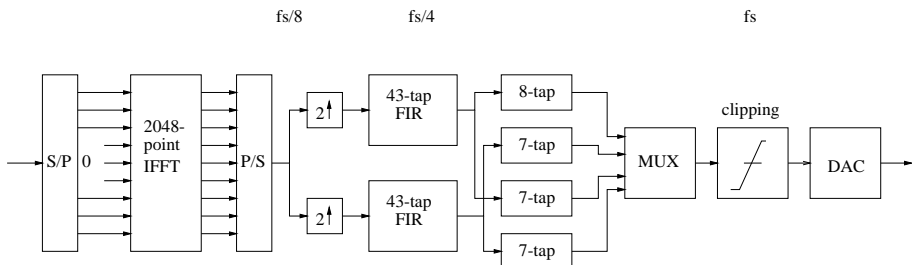 fs/8
fs/4
fs
S/P
0
2048-
point
IFFT
P/S
2
43-tap
FIR
2
43-tap
FIR
8-tap
7-tap
7-tap
7-tap
MUX
clipping
DAC